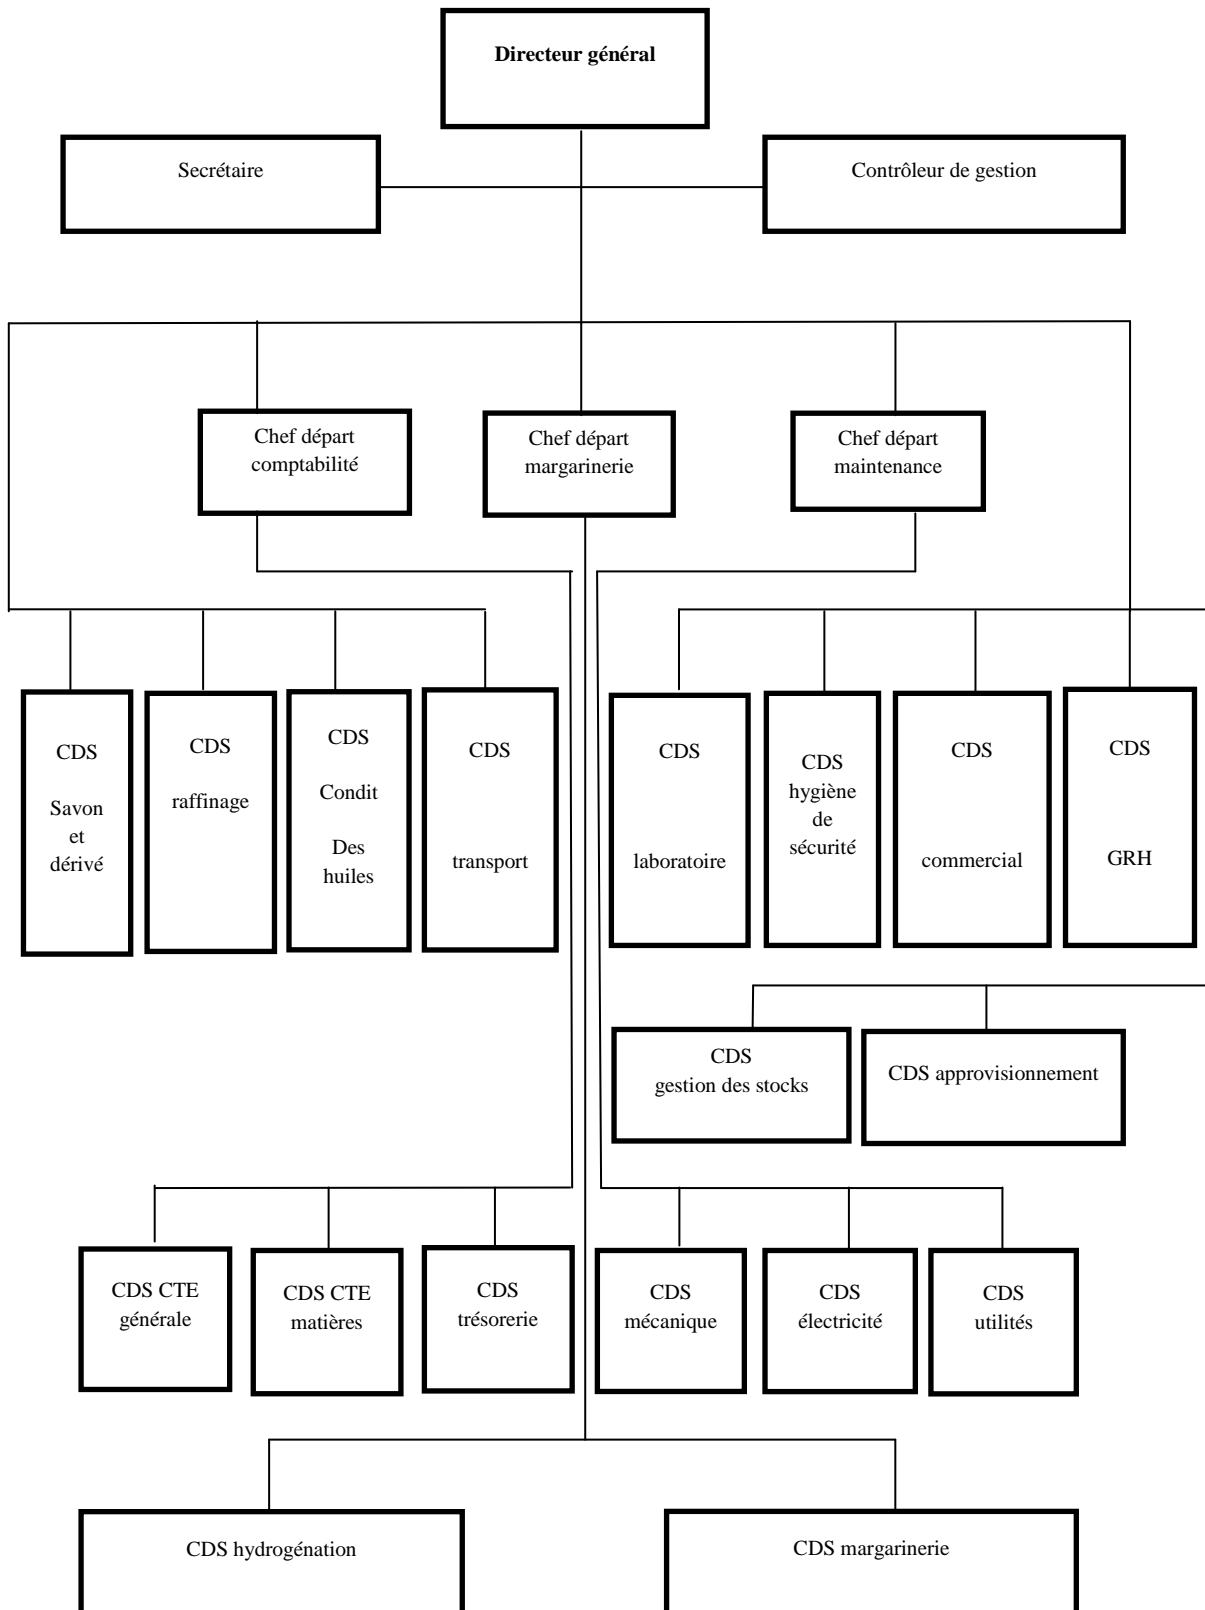 Directeur général
Secrétaire
Contrôleur de gestion
Chef départ
comptabilité
Chef départ
margarinerie
Chef départ
maintenance
CDS
Savon
et
dérivé
CDS
raffinage
CDS
Condit
Des
huiles
CDS
transport
CDS
laboratoire
CDS
hygiène
de
sécurité
CDS
commercial
CDS
GRH
CDS
gestion des stocks
CDS approvisionnement
CDS CTE
générale
CDS CTE
matières
CDS
trésorerie
CDS
mécanique
CDS
électricité
CDS
utilités
CDS hydrogénation
CDS margarinerie